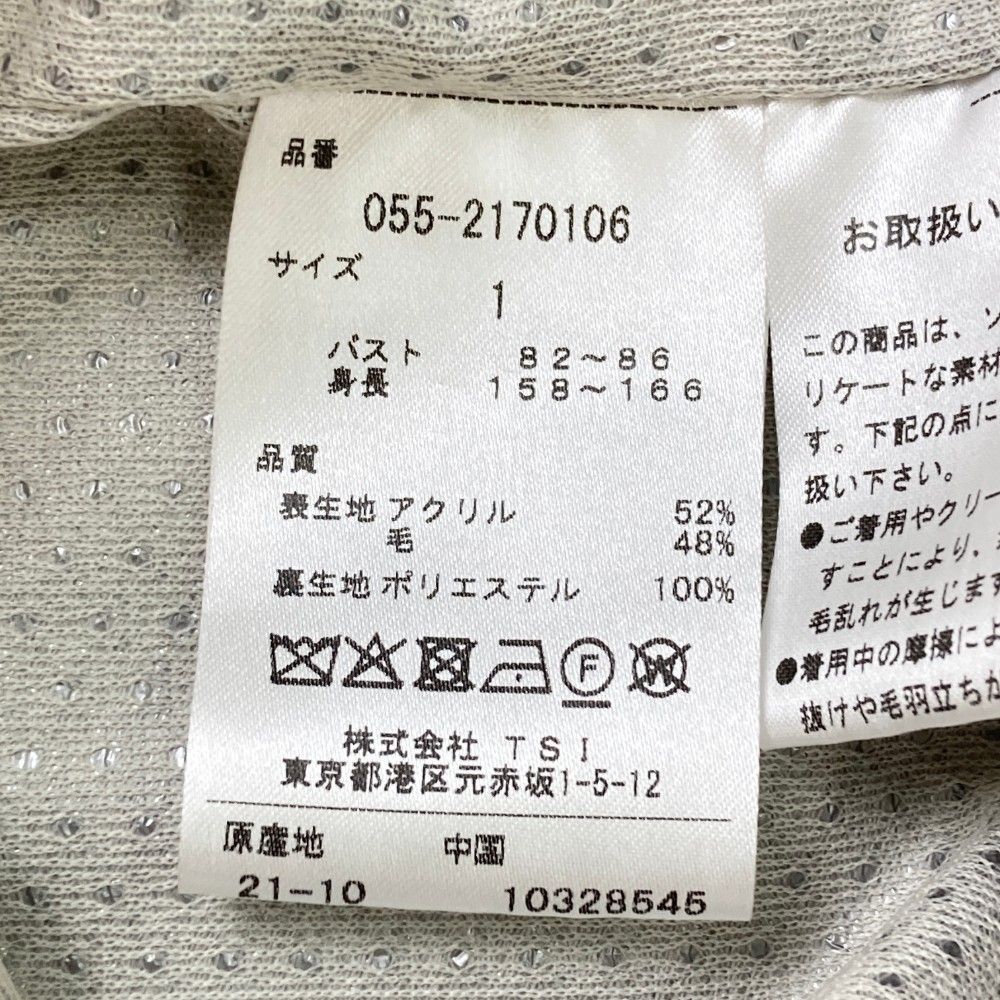 品番
055-2170106
サイズ
1
バスト 82～86
身長 158～166
品質
表生地 アクリル 52%
毛 48%
裏生地 ポリエステル 100%
F
W
株式会社 TSI
東京都港区元赤坂1-5-12
原産地 中国
21-10 10328545
お取扱い
この商品は、ソ
リケートな素材
す。下記の点に
扱い下さい。
●ご着用やクリー
すことにより、
毛乱れが生じます
●着用中の摩擦によ
抜けや毛羽立ちが